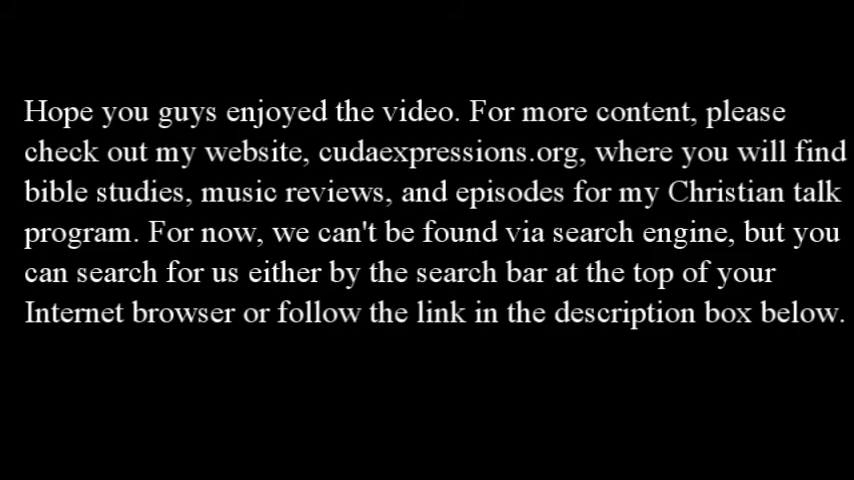 Hope you guys enjoyed the video. For more content, please
check out my website, cudaexpressions.org, where you will find
bible studies, music reviews, and episodes for my Christian talk
program. For now, we can't be found via search engine, but you
can search for us either by the search bar at the top of your
Internet browser or follow the link in the description box below.